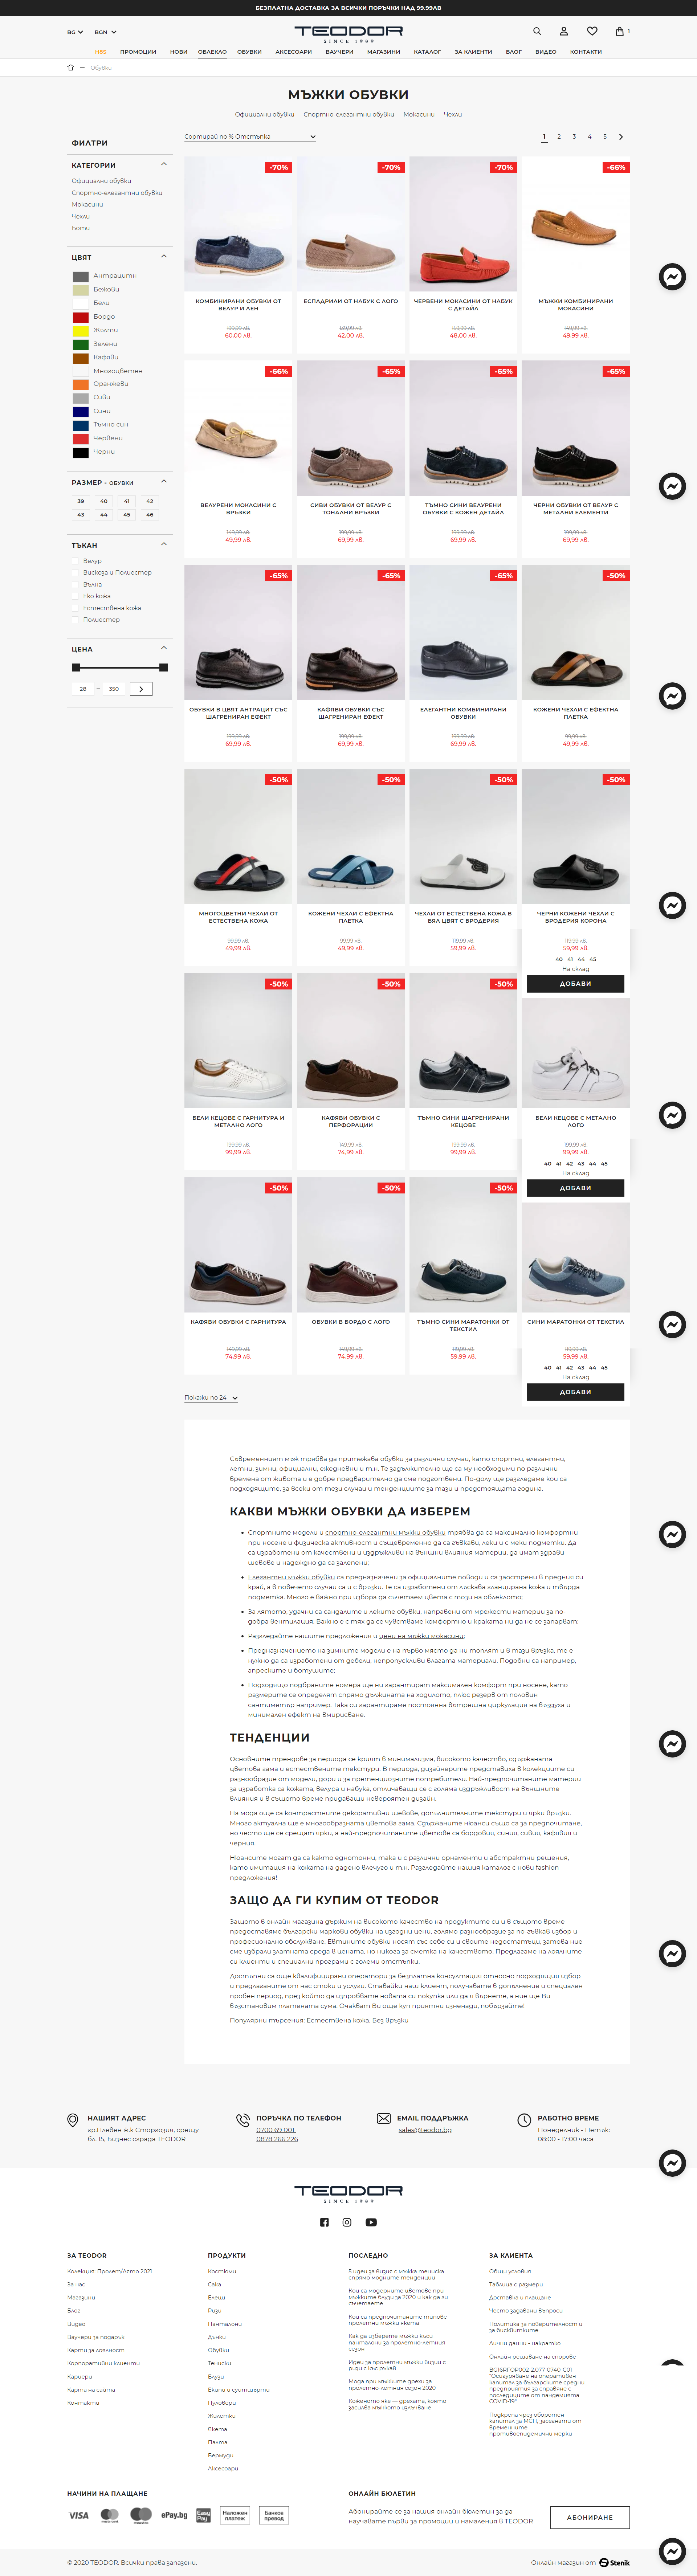 БЕЗПЛАТНА ДОСТАВКА ЗА ВСИЧКИ ПОРЪЧКИ НАД 99.99ЛВ
BG BGN
TEODOR
SINCE 1989
1
НЯЕ ПРОМОЦИИ НОВИ ОБЛЕКЛО ОБУВКИ АКСЕСОАРИ ВАУЧЕРИ МАГАЗИНИ КАТАЛОГ ЗА КЛИЕНТИ БЛОГ ВИДЕО КОНТАКТИ
Обувки
МЪЖКИ ОБУВКИ
Официални обувки Спортно-елегантни обувки Мокасини Чехли
Сортирай по % Отстъпка
1 2 3 4 5
ФИЛТРИ
КАТЕГОРИИ
Официални обувки
Спортно-елегантни обувки
Мокасини
Чехли
Боти
ЦВЯТ
Антрацитн
Бежови
Бели
Бордо
Жълти
Зелени
Кафяви
Многоцветен
Оранжеви
Сиви
Сини
Тъмно син
Червени
Черни
РАЗМЕР - ОБУВКИ
39 40 41 42
43 44 45 46
ТЪКАН
Велур
Вискоза и Полиестер
Вълна
Еко кожа
Естествена кожа
Полиестер
ЦЕНА
28 – 350
-70% -70% -70% -66%
КОМБИНИРАНИ ОБУВКИ ОТ ВЕЛУР И ЛЕН
199,99 лв.
60,00 лв.
ЕСПАДРИЛИ ОТ НАБУК С ЛОГО
139,99 лв.
42,00 лв.
ЧЕРВЕНИ МОКАСИНИ ОТ НАБУК С ДЕТАЙЛ
159,99 лв.
48,00 лв.
МЪЖКИ КОМБИНИРАНИ МОКАСИНИ
149,99 лв.
49,99 лв.
-66% -65% -65% -65%
ВЕЛУРЕНИ МОКАСИНИ С ВРЪЗКИ
149,99 лв.
49,99 лв.
СИВИ ОБУВКИ ОТ ВЕЛУР С ТОНАЛНИ ВРЪЗКИ
199,99 лв.
69,99 лв.
ТЪМНО СИНИ ВЕЛУРЕНИ ОБУВКИ С КОЖЕН ДЕТАЙЛ
199,99 лв.
69,99 лв.
ЧЕРНИ ОБУВКИ ОТ ВЕЛУР С МЕТАЛНИ ЕЛЕМЕНТИ
199,99 лв.
69,99 лв.
-65% -65% -65% -50%
ОБУВКИ В ЦВЯТ АНТРАЦИТ СЪС ШАГРЕНИРАН ЕФЕКТ
199,99 лв.
69,99 лв.
КАФЯВИ ОБУВКИ СЪС ШАГРЕНИРАН ЕФЕКТ
199,99 лв.
69,99 лв.
ЕЛЕГАНТНИ КОМБИНИРАНИ ОБУВКИ
199,99 лв.
69,99 лв.
КОЖЕНИ ЧЕХЛИ С ЕФЕКТНА ПЛЕТКА
99,99 лв.
49,99 лв.
-50% -50% -50% -50%
МНОГОЦВЕТНИ ЧЕХЛИ ОТ ЕСТЕСТВЕНА КОЖА
99,99 лв.
49,99 лв.
КОЖЕНИ ЧЕХЛИ С ЕФЕКТНА ПЛЕТКА
99,99 лв.
49,99 лв.
ЧЕХЛИ ОТ ЕСТЕСТВЕНА КОЖА В БЯЛ ЦВЯТ С БРОДЕРИЯ
119,99 лв.
59,99 лв.
ЧЕРНИ КОЖЕНИ ЧЕХЛИ С БРОДЕРИЯ КОРОНА
119,99 лв.
59,99 лв.
40 41 44 45
На склад
ДОБАВИ
-50% -50% -50%
БЕЛИ КЕЦОВЕ С ГАРНИТУРА И МЕТАЛНО ЛОГО
199,99 лв.
99,99 лв.
КАФЯВИ ОБУВКИ С ПЕРФОРАЦИИ
149,99 лв.
74,99 лв.
ТЪМНО СИНИ ШАГРЕНИРАНИ КЕЦОВЕ
199,99 лв.
99,99 лв.
БЕЛИ КЕЦОВЕ С МЕТАЛНО ЛОГО
199,99 лв.
99,99 лв.
40 41 42 43 44 45
На склад
ДОБАВИ
-50% -50% -50%
КАФЯВИ ОБУВКИ С ГАРНИТУРА
149,99 лв.
74,99 лв.
ОБУВКИ В БОРДО С ЛОГО
149,99 лв.
74,99 лв.
ТЪМНО СИНИ МАРАТОНКИ ОТ ТЕКСТИЛ
119,99 лв.
59,99 лв.
СИНИ МАРАТОНКИ ОТ ТЕКСТИЛ
119,99 лв.
59,99 лв.
40 41 42 43 44 45
На склад
ДОБАВИ
Покажи по 24
Съвременният мъж трябва да притежава обувки за различни случаи, като спортни, елегантни,
летни, зимни, официални, ежедневни и т.н. Те задължително ще са му необходими по различни
времена от живота и е добре предварително да сме подготвени. По-долу ще разгледаме кои са
подходящите, за всеки от тези случаи и тенденциите за тази и предстоящата година.
КАКВИ МЪЖКИ ОБУВКИ ДА ИЗБЕРЕМ
Спортните модели и спортно-елегантни мъжки обувки трябва да са максимално комфортни
при носене и физическа активност и същевременно да са гъвкави, леки и с меки подметки. Да
са изработени от качествени и издръжливи на външни влияния материи, да имат здрави
шевове и надеждно да са залепени;
Елегантни мъжки обувки са предназначени за официалните поводи и са заострени в предния си
край, а в повечето случаи са и с връзки. Те са изработени от лъскава гланцирана кожа и твърда
подметка. Много е важно при избора да съчетаем цвета с този на облеклото;
За лятото, удачни са сандалите и леките обувки, направени от мрежести материи за по-
добра вентилация. Важно е с тях да се чувстваме комфортно и краката ни да не се запарват;
Разгледайте нашите предложения и цени на мъжки мокасини;
Предназначението на зимните модели е на първо място да ни топлят и в тази връзка, те е
нужно да са изработени от дебели, непропускливи влагата материали. Подобни са например,
апреските и ботушите;
Подходящо подбраните номера ще ни гарантират максимален комфорт при носене, като
размерите се определят спрямо дължината на ходилото, плюс резерв от половин
сантиметър например. Така си гарантираме постоянна вътрешна циркулация на въздуха и
минимален ефект на вмирисване.
ТЕНДЕНЦИИ
Основните трендове за периода се крият в минимализма, високото качество, сдържаната
цветова гама и естествените текстури. В периода, дизайнерите представиха в колекциите си
разнообразие от модели, дори и за претенциозните потребители. Най-предпочитаните материи
за изработка са кожата, велура и набука, отличаващи се с голяма издръжливост на външните
влияния и в същото време придаващи невероятен дизайн.
На мода още са контрастните декоративни шевове, допълнителните текстури и ярки връзки.
Много актуална ще е многообразната цветова гама. Сдържаните нюанси също са за предпочитане,
но често ще се срещат ярки, а най-предпочитаните цветове са бордовия, синия, сивия, кафявия и
черния.
Нюансите могат да са както еднотонни, така и с различни орнаменти и абстрактни решения,
като имитация на кожата на дадено влечуго и т.н. Разгледайте нашия каталог с нови fashion
предложения!
ЗАЩО ДА ГИ КУПИМ ОТ TEODOR
Защото в онлайн магазина държим на високото качество на продуктите си и в същото време
предоставяме български маркови обувки на изгодни цени, голямо разнообразие за по-гъвкав избор и
професионално обслужване. Евтините обувки носят със себе си и своите недостатъци, затова ние
сме избрали златната среда в цената, но никога за сметка на качеството. Предлагаме на лоялните
си клиенти и специални програми с големи отстъпки.
Достъпни са още квалифицирани оператори за безплатна консултация относно подходящия избор
и предлаганите от нас стоки и услуги. Ставайки наш клиент, получавате в допълнение и специален
пробен период, през който да изпробвате новата си покупка или да я върнете, а ние ще Ви
възстановим платената сума. Очакват Ви още куп приятни изненади, побързайте!
Популярни търсения: Естествена кожа, Без връзки
НАШИЯТ АДРЕС
гр.Плевен ж.к Сторгозия, срещу
бл. 15, Бизнес сграда TEODOR
ПОРЪЧКА ПО ТЕЛЕФОН
0700 69 001
0878 266 226
EMAIL ПОДДРЪЖКА
sales@teodor.bg
РАБОТНО ВРЕМЕ
Понеделник - Петък:
08:00 - 17:00 часа
TEODOR
SINCE 1989
ЗА TEODOR
Колекция: Пролет/Лято 2021
За нас
Магазини
Блог
Видео
Ваучери за подарък
Карти за лоялност
Корпоративни клиенти
Кариери
Карта на сайта
Контакти
ПРОДУКТИ
Костюми
Сака
Елеци
Ризи
Панталони
Дънки
Обувки
Тениски
Блузи
Екипи и суитшърти
Пуловери
Жилетки
Якета
Палта
Бермуди
Аксесоари
ПОСЛЕДНО
5 идеи за визия с мъжка тениска
спрямо модните тенденции
Кои са модерните цветове при
мъжките блузи за 2020 и как да ги
съчетаете
Кои са предпочитаните типове
пролетни мъжки якета
Как да изберете мъжки къси
панталони за пролетно-летния
сезон
Идеи за пролетни мъжки визии с
ризи с къс ръкав
Мода при мъжките дрехи за
пролетно-летния сезон 2020
Коженото яке — дрехата, която
засилва мъжкото излъчване
ЗА КЛИЕНТА
Общи условия
Таблица с размери
Доставка и плащане
Често задавани въпроси
Политика за поверителност и
за бисквитките
Лични данни - накратко
Онлайн решаване на спорове
BG16RFOP002-2.077-0740-C01
"Осигуряване на оперативен
капитал за българските средни
предприятия за справяне с
последиците от пандемията
COVID-19"
Подкрепа чрез оборотен
капитал за МСП, засегнати от
временните
противоепидемични мерки
НАЧИНИ НА ПЛАЩАНЕ
VISA mastercard maestro ePay.bg Easy Pay Наложен платеж Банков превод
ОНЛАЙН БЮЛЕТИН
Абонирайте се за нашия онлайн бюлетин за да
научавате първи за промоции и намаления в TEODOR
АБОНИРАНЕ
© 2020 TEODOR. Всички права запазени.
Онлайн магазин от Stenik